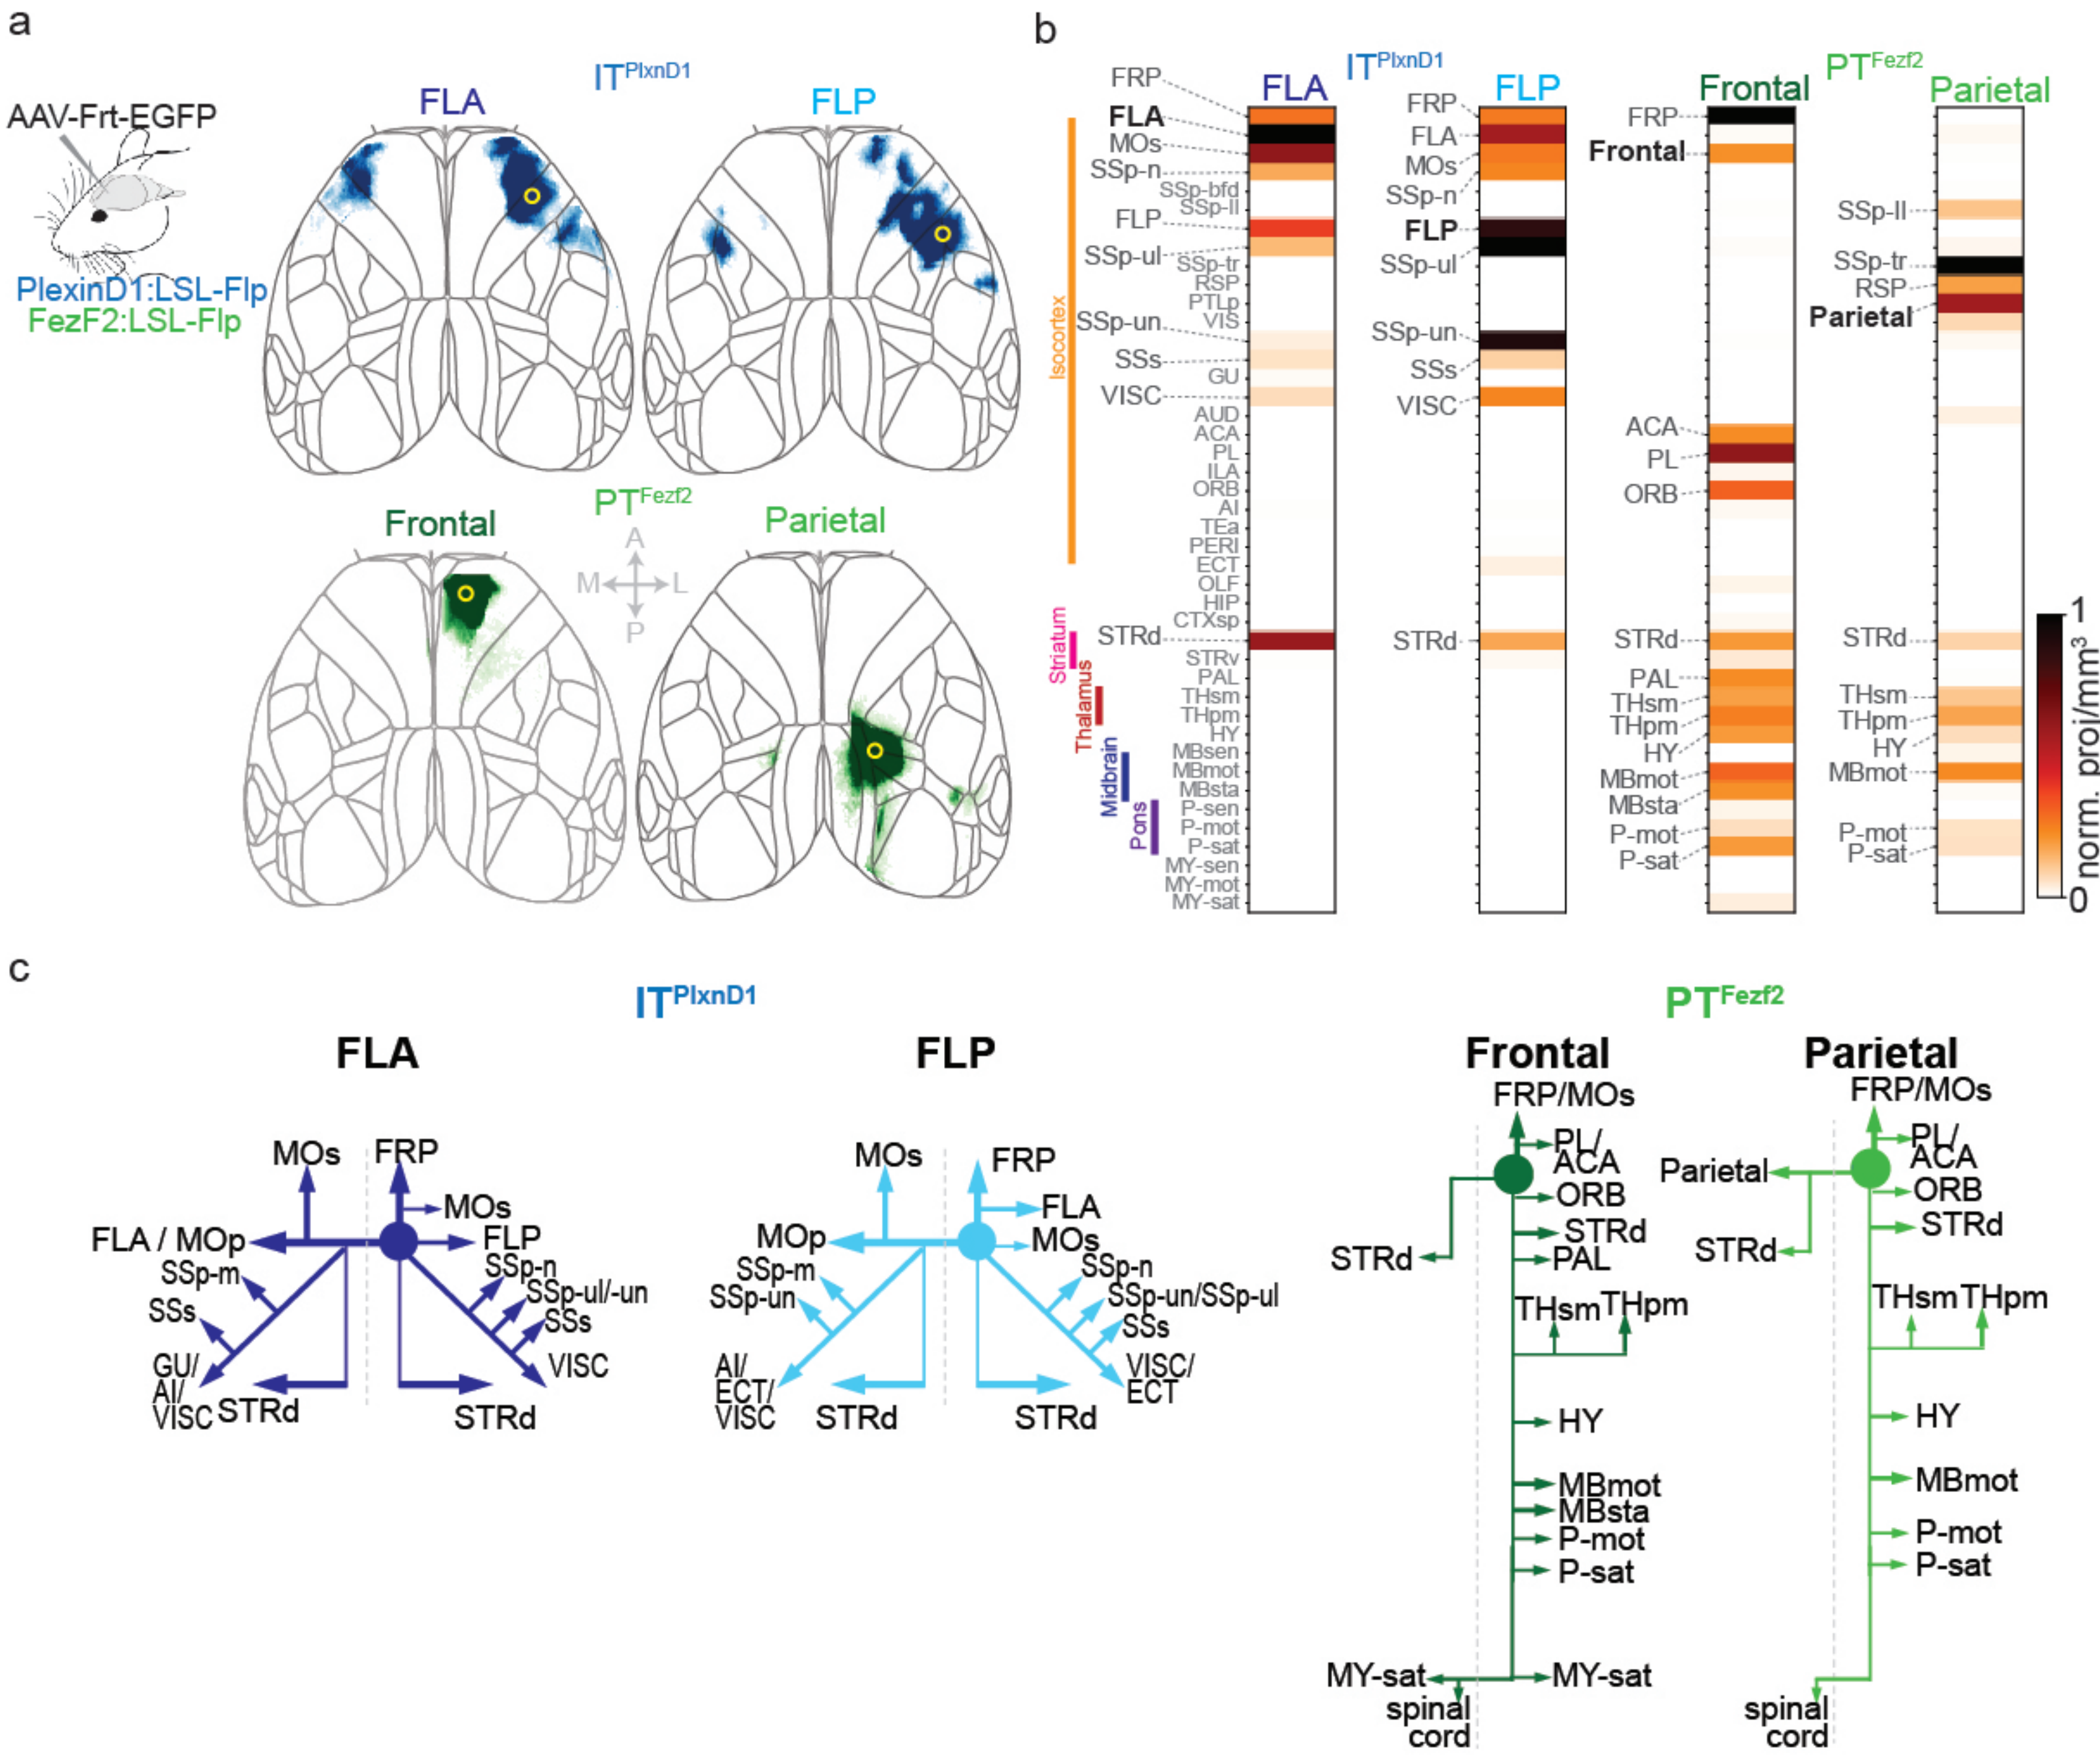 a
IT^PlxnD1
FLA
FLP
AAV-Frt-EGFP
PlexinD1:LSL-Flp
FezF2:LSL-Flp
PT^Fezf2
Frontal
Parietal
A
M
L
P
b
IT^PlxnD1
PT^Fezf2
FLA
FLP
Frontal
Parietal
FRP
FLA
MOs
SSp-n
SSp-bfd
SSp-ll
FLP
SSp-ul
SSp-tr
RSP
PTLp
VIS
SSp-un
SSs
GU
VISC
AUD
ACA
PL
ILA
ORB
AI
TEa
PERI
ECT
OLF
HIP
CTXsp
STRd
STRv
PAL
THsm
THpm
HY
MBsen
MBmot
MBsta
P-sen
P-mot
P-sat
MY-sen
MY-mot
MY-sat
Isocortex
Striatum
Thalamus
Midbrain
Pons
FRP
FLA
MOs
SSp-n
FLP
SSp-ul
SSp-un
SSs
VISC
STRd
FRP
Frontal
ACA
PL
ORB
STRd
PAL
THsm
THpm
HY
MBmot
MBsta
P-mot
P-sat
SSp-ll
SSp-tr
RSP
Parietal
STRd
THsm
THpm
HY
MBmot
P-mot
P-sat
1
0
norm. proj/mm³
c
IT^PlxnD1
FLA
MOs
FRP
MOs
FLA / MOp
FLP
SSp-m
SSp-n
SSp-ul/-un
SSs
SSs
GU/
AI/
VISC
VISC
STRd
STRd
FLP
MOs
FRP
FLA
MOp
MOs
SSp-m
SSp-n
SSp-un
SSp-un/SSp-ul
SSs
AI/
ECT/
VISC
VISC/
ECT
STRd
STRd
PT^Fezf2
Frontal
FRP/MOs
PL/
ACA
ORB
STRd
STRd
PAL
THsm
THpm
HY
MBmot
MBsta
P-mot
P-sat
MY-sat
MY-sat
spinal
cord
Parietal
FRP/MOs
PL/
ACA
Parietal
ORB
STRd
STRd
THsm
THpm
HY
MBmot
P-mot
P-sat
spinal
cord